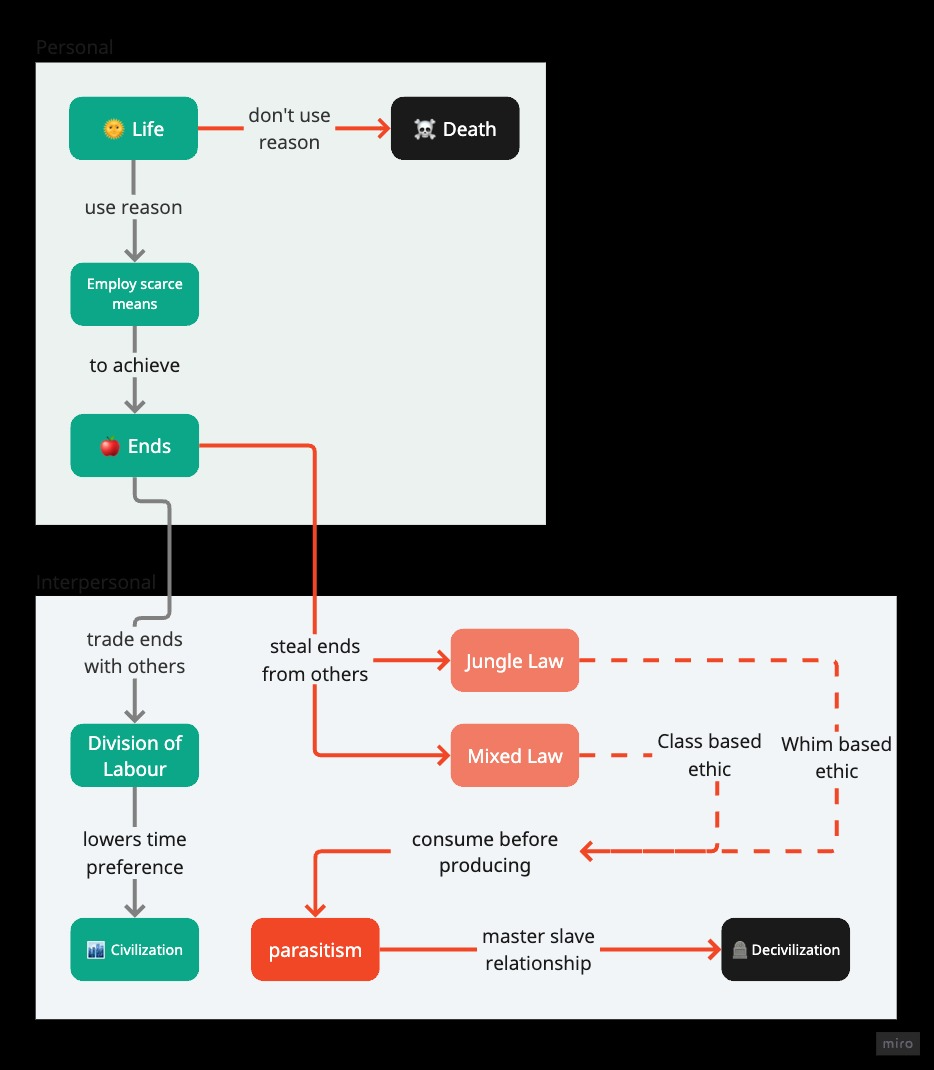 Personal
Life
don't use
reason
Death
use reason
Employ scarce
means
to achieve
Ends
Interpersonal
trade ends
with others
steal ends
from others
Jungle Law
Division of
Labour
Mixed Law
Class based
ethic
Whim based
ethic
lowers time
preference
consume before
producing
Civilization
parasitism
master slave
relationship
Decivilization
miro